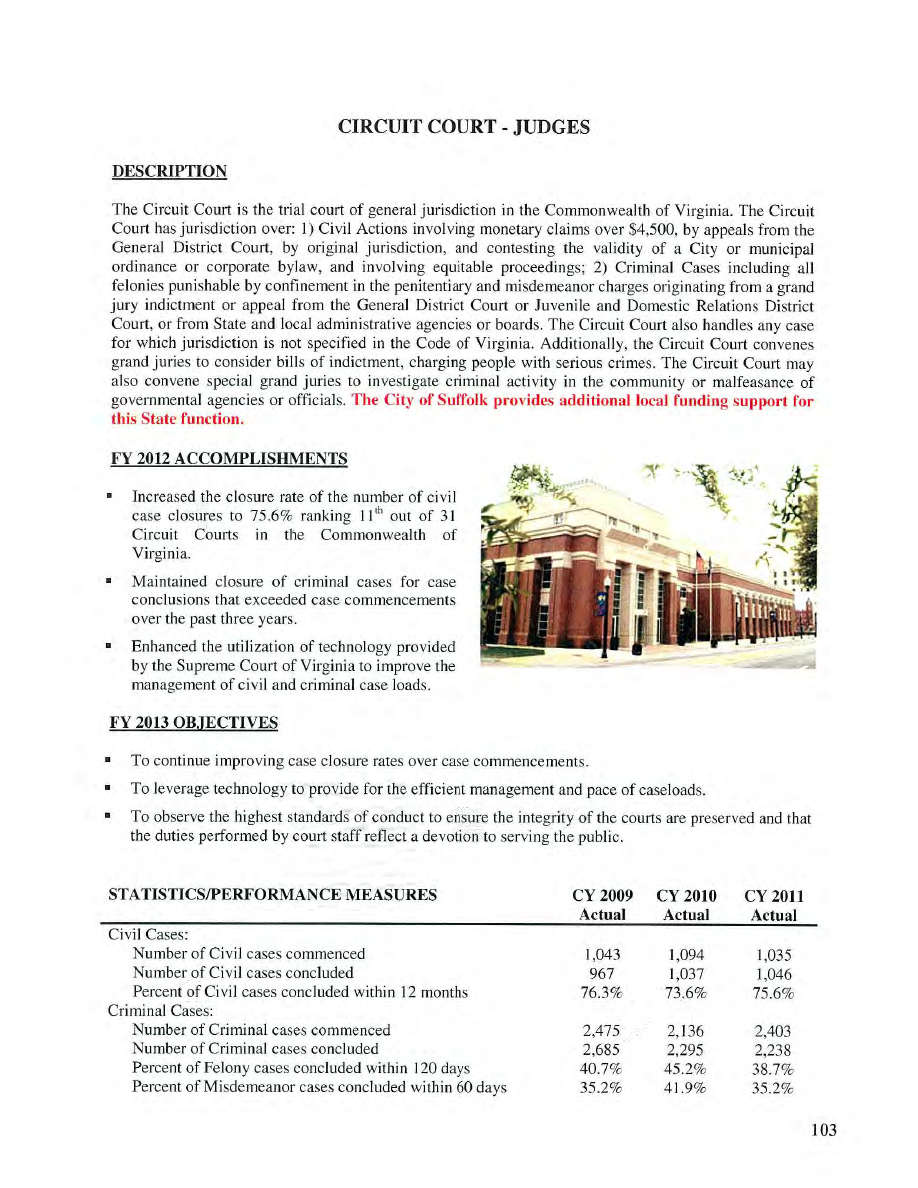 CIRCUIT COURT - JUDGES
DESCRIPTION
The Circuit Court is the trial court of general jurisdiction in the Commonwealth of Virginia. The Circuit
Court has jurisdiction over: 1) Civil Actions involving monetary claims over $4,500, by appeals from the
General District Court, by original jurisdiction, and contesting the validity of a City or municipal
ordinance or corporate bylaw, and involving equitable proceedings; 2) Criminal Cases including all
felonies punishable by confinement in the penitentiary and misdemeanor charges originating from a grand
jury indictment or appeal from the General District Court or Juvenile and Domestic Relations District
Court, or from State and local administrative agencies or boards. The Circuit Court also handles any case
for which jurisdiction is not specified in the Code of Virginia. Additionally, the Circuit Court convenes
grand juries to consider bills of indictment, charging people with serious crimes. The Circuit Court may
also convene special grand juries to investigate criminal activity in the community or malfeasance of
governmental agencies or officials. The City of Suffolk provides additional local funding support for
this State function.
FY 2012 ACCOMPLISHMENTS
▪ Increased the closure rate of the number of civil
case closures to 75.6% ranking 11th out of 31
Circuit Courts in the Commonwealth of
Virginia.
▪ Maintained closure of criminal cases for case
conclusions that exceeded case commencements
over the past three years.
▪ Enhanced the utilization of technology provided
by the Supreme Court of Virginia to improve the
management of civil and criminal case loads.
FY 2013 OBJECTIVES
▪ To continue improving case closure rates over case commencements.
▪ To leverage technology to provide for the efficient management and pace of caseloads.
▪ To observe the highest standards of conduct to ensure the integrity of the courts are preserved and that
the duties performed by court staff reflect a devotion to serving the public.
STATISTICS/PERFORMANCE MEASURES CY 2009 CY 2010 CY 2011
Actual Actual Actual
Civil Cases:
Number of Civil cases commenced 1,043 1,094 1,035
Number of Civil cases concluded 967 1,037 1,046
Percent of Civil cases concluded within 12 months 76.3% 73.6% 75.6%
Criminal Cases:
Number of Criminal cases commenced 2,475 2,136 2,403
Number of Criminal cases concluded 2,685 2,295 2,238
Percent of Felony cases concluded within 120 days 40.7% 45.2% 38.7%
Percent of Misdemeanor cases concluded within 60 days 35.2% 41.9% 35.2%
103